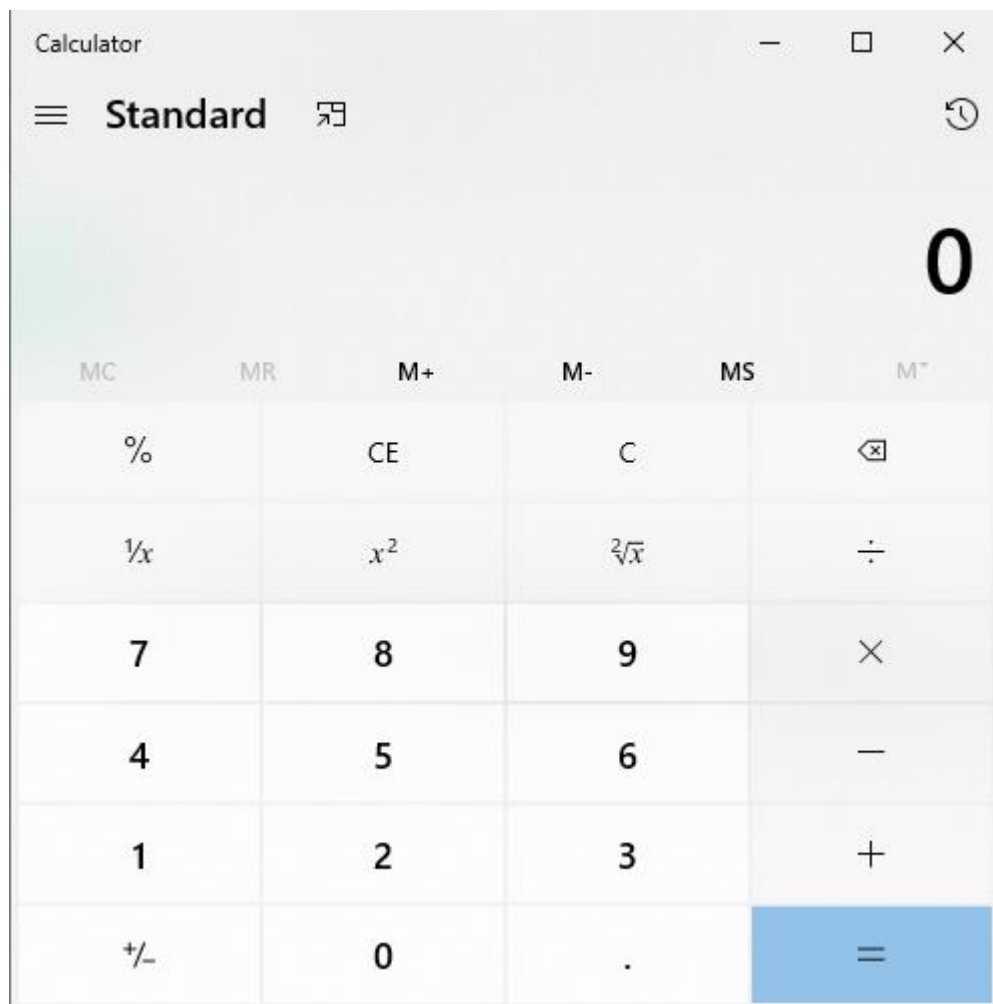 Calculator
Standard
0
MC MR M+ M- MS M˅
% CE C
¹/x x² ²√x ÷
7 8 9 ×
4 5 6 −
1 2 3 +
⁺/₋ 0 . =